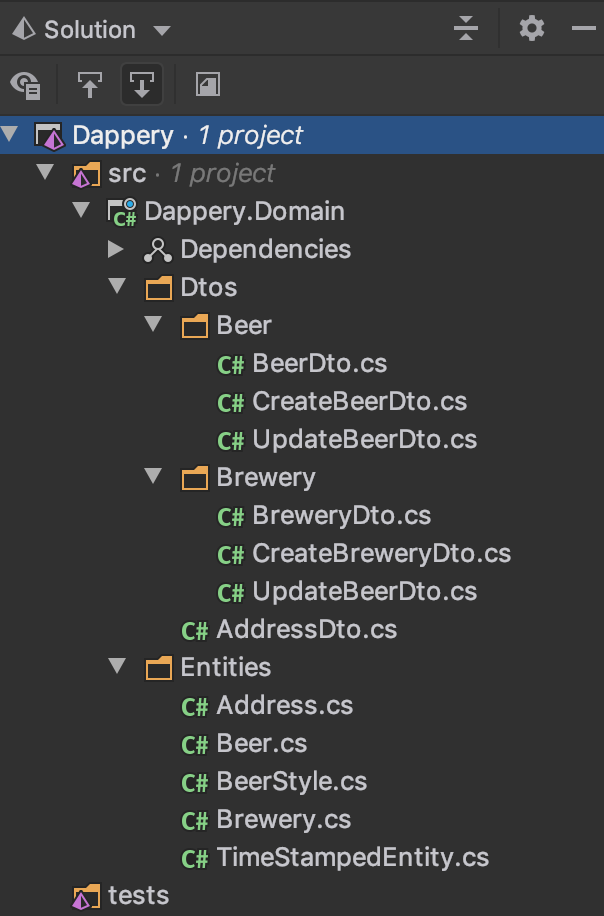 Solution
Dappery · 1 project
src · 1 project
C# Dappery.Domain
Dependencies
Dtos
Beer
C# BeerDto.cs
C# CreateBeerDto.cs
C# UpdateBeerDto.cs
Brewery
C# BreweryDto.cs
C# CreateBreweryDto.cs
C# UpdateBeerDto.cs
C# AddressDto.cs
Entities
C# Address.cs
C# Beer.cs
C# BeerStyle.cs
C# Brewery.cs
C# TimeStampedEntity.cs
tests